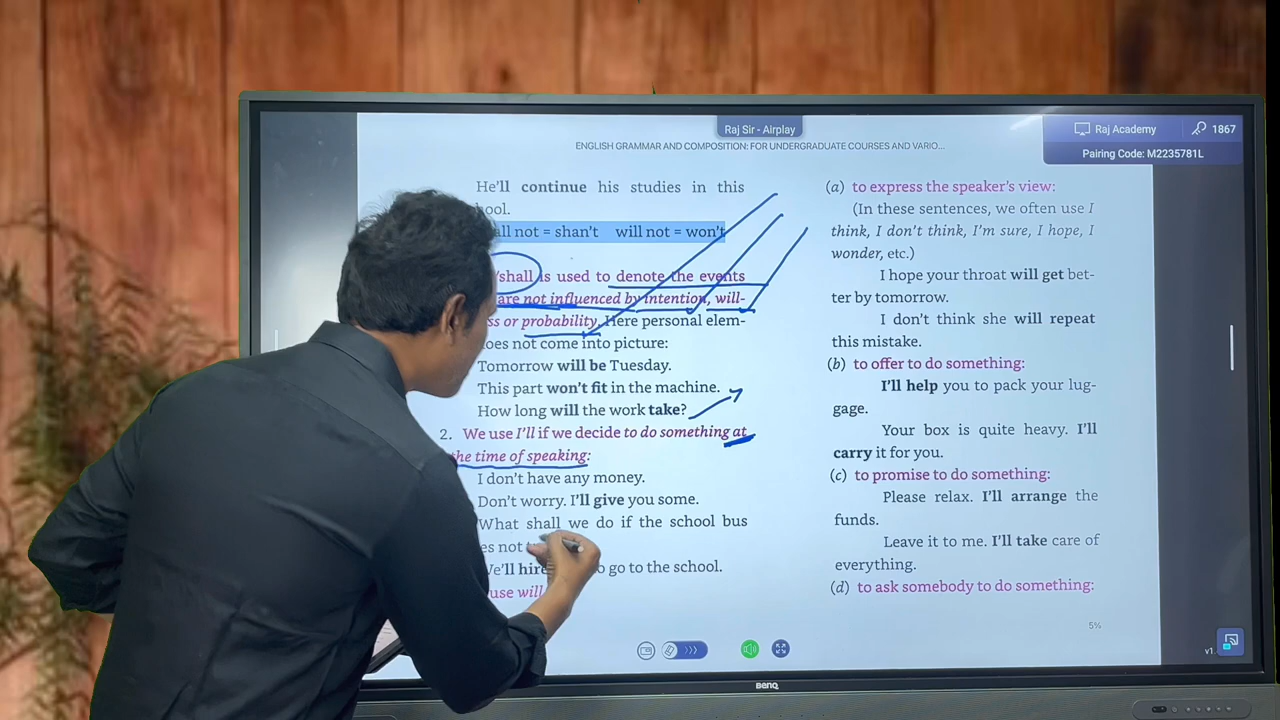 Raj Sir - Airplay
Raj Academy
1867
Pairing Code: M2235781L
ENGLISH GRAMMAR AND COMPOSITION: FOR UNDERGRADUATE COURSES AND VARIO...
He'll continue his studies in this
not = shan't will not = won't
shall is used to denote the events
are not influenced by intention, will-
or probability. Here personal elem-
not come into picture:
Tomorrow will be Tuesday.
This part won't fit in the machine.
How long will the work take?
2. We use I'll if we decide to do something at
the time of speaking:
I don't have any money.
Don't worry. I'll give you some.
What shall we do if the school bus
not
We'll hire go to the school.
use will
(a) to express the speaker's view:
(In these sentences, we often use I
think, I don't think, I'm sure, I hope, I
wonder, etc.)
I hope your throat will get bet-
ter by tomorrow.
I don't think she will repeat
this mistake.
(b) to offer to do something:
I'll help you to pack your lug-
gage.
Your box is quite heavy. I'll
carry it for you.
(c) to promise to do something:
Please relax. I'll arrange the
funds.
Leave it to me. I'll take care of
everything.
(d) to ask somebody to do something:
5%
BenQ